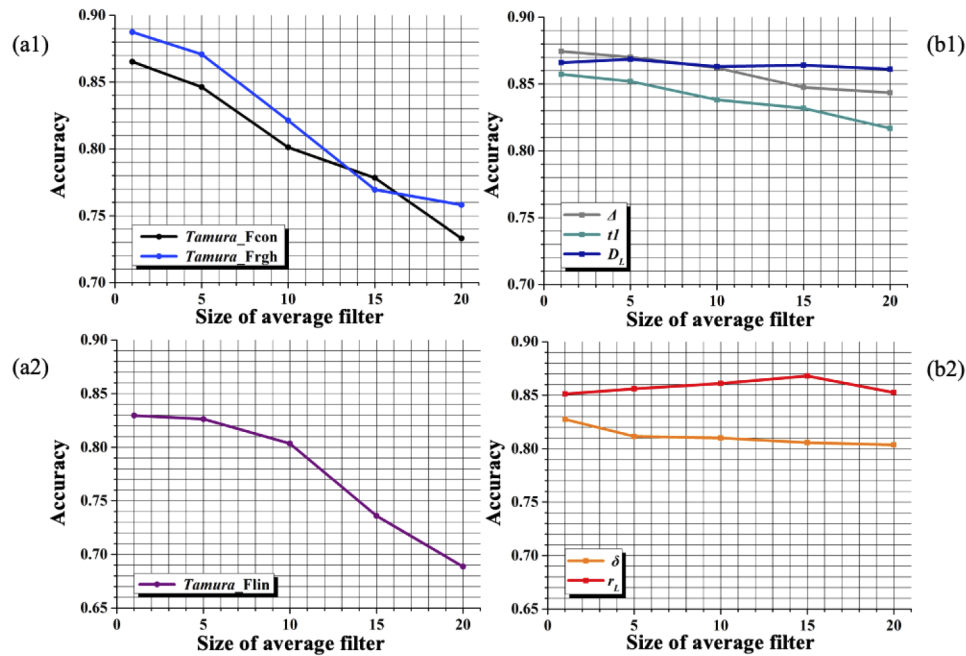 (a1)
Accuracy
0.90
0.85
0.80
0.75
0.70
Tamura_Fcon
Tamura_Frgh
0 5 10 15 20
Size of average filter
(b1)
Accuracy
0.90
0.85
0.80
0.75
0.70
Δ
t1
D_L
0 5 10 15 20
Size of average filter
(a2)
Accuracy
0.90
0.85
0.80
0.75
0.70
0.65
Tamura_Flin
0 5 10 15 20
Size of average filter
(b2)
Accuracy
0.90
0.85
0.80
0.75
0.70
0.65
δ
r_L
0 5 10 15 20
Size of average filter